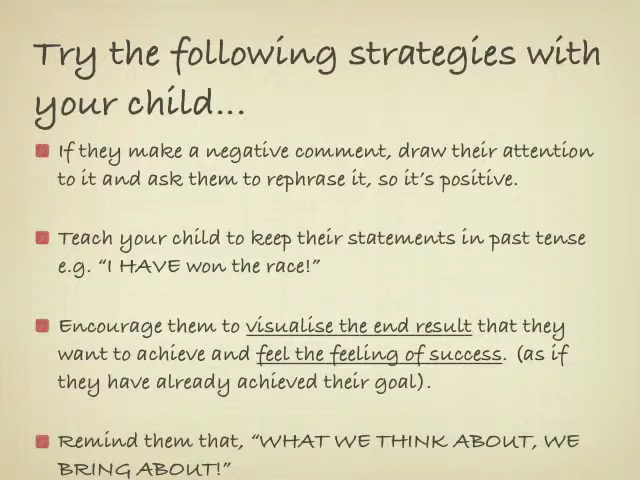 Try the following strategies with
your child...
If they make a negative comment, draw their attention
to it and ask them to rephrase it, so it's positive.
Teach your child to keep their statements in past tense
e.g. "I HAVE won the race!"
Encourage them to visualise the end result that they
want to achieve and feel the feeling of success. (as if
they have already achieved their goal).
Remind them that, "WHAT WE THINK ABOUT, WE
BRING ABOUT!"